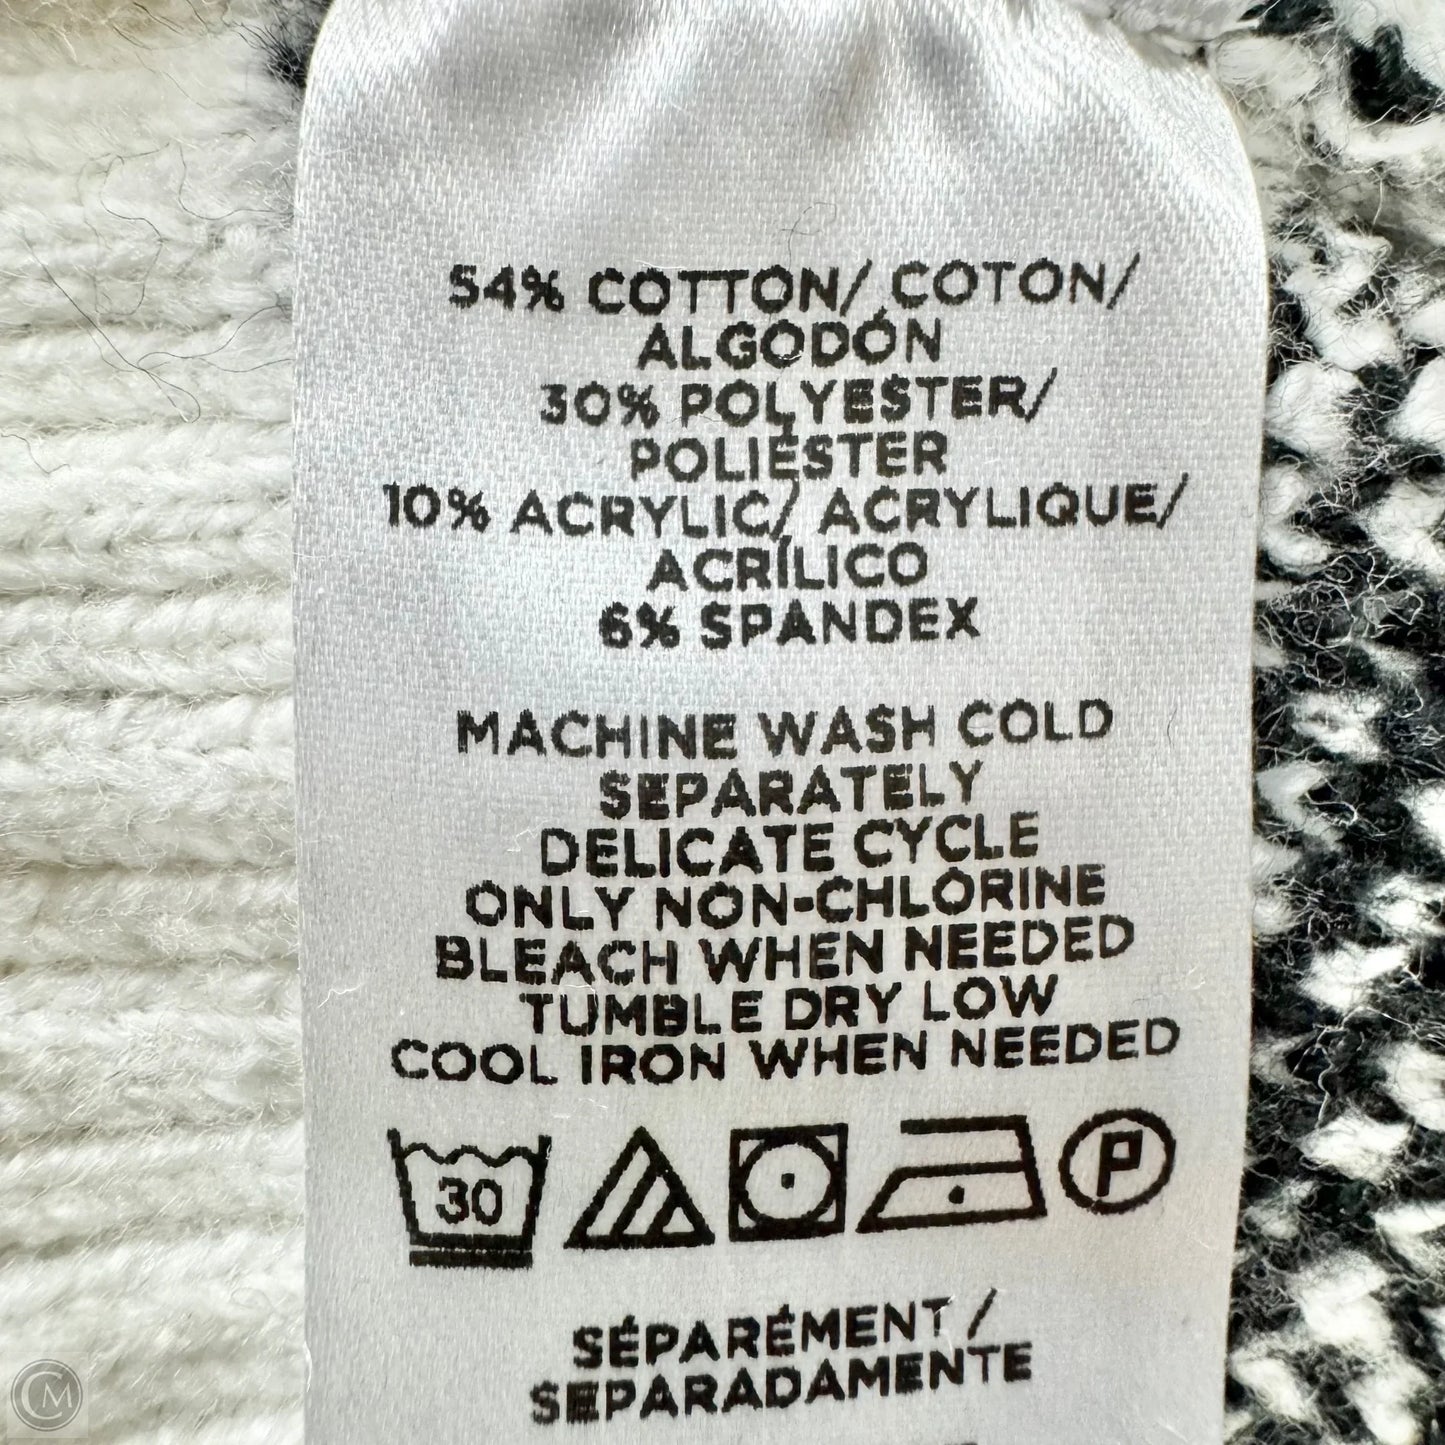 54% COTTON/ COTON/
ALGODÓN
30% POLYESTER/
POLIÉSTER
10% ACRYLIC/ ACRYLIQUE/
ACRÍLICO
6% SPANDEX
MACHINE WASH COLD
SEPARATELY
DELICATE CYCLE
ONLY NON-CHLORINE
BLEACH WHEN NEEDED
TUMBLE DRY LOW
COOL IRON WHEN NEEDED
30 P
SÉPARÉMENT /
SEPARADAMENTE
CM